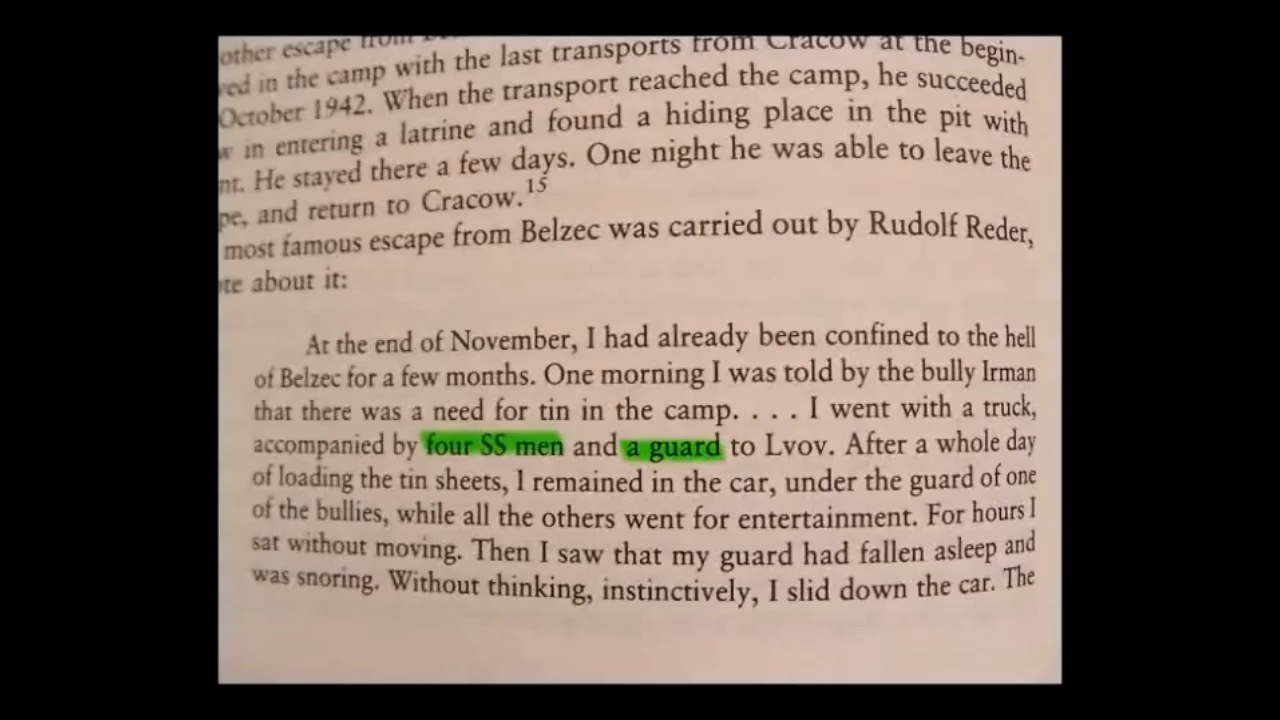 other escape from
ved in the camp with the last transports from Cracow at the begin-
October 1942. When the transport reached the camp, he succeeded
w in entering a latrine and found a hiding place in the pit with
nt. He stayed there a few days. One night he was able to leave the
pe, and return to Cracow.15
most famous escape from Belzec was carried out by Rudolf Reder,
te about it:
At the end of November, I had already been confined to the hell
of Belzec for a few months. One morning I was told by the bully Irman
that there was a need for tin in the camp. . . . I went with a truck,
accompanied by four SS men and a guard to Lvov. After a whole day
of loading the tin sheets, I remained in the car, under the guard of one
of the bullies, while all the others went for entertainment. For hours I
sat without moving. Then I saw that my guard had fallen asleep and
was snoring. Without thinking, instinctively, I slid down the car. The